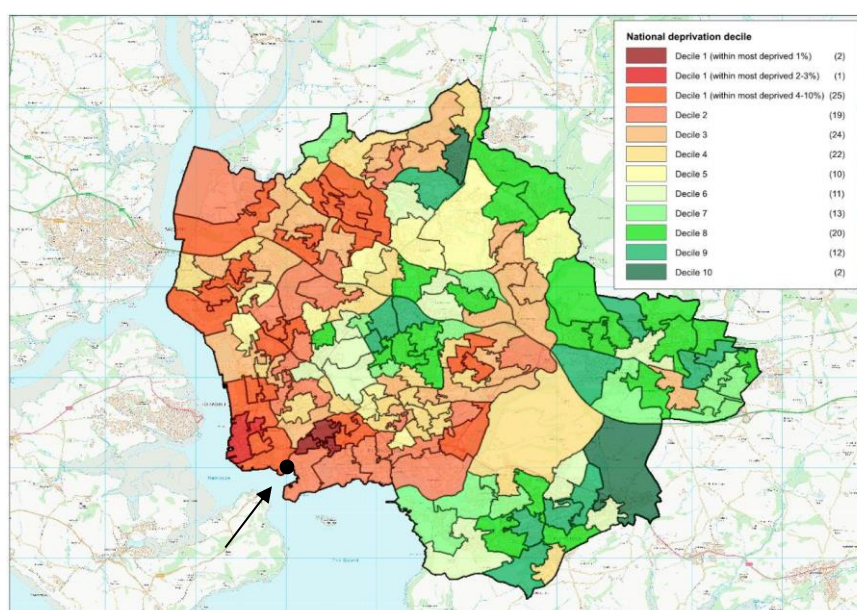 National deprivation decile
Decile 1 (within most deprived 1%) (2)
Decile 1 (within most deprived 2-3%) (1)
Decile 1 (within most deprived 4-10%) (25)
Decile 2 (19)
Decile 3 (24)
Decile 4 (22)
Decile 5 (10)
Decile 6 (11)
Decile 7 (13)
Decile 8 (20)
Decile 9 (12)
Decile 10 (2)